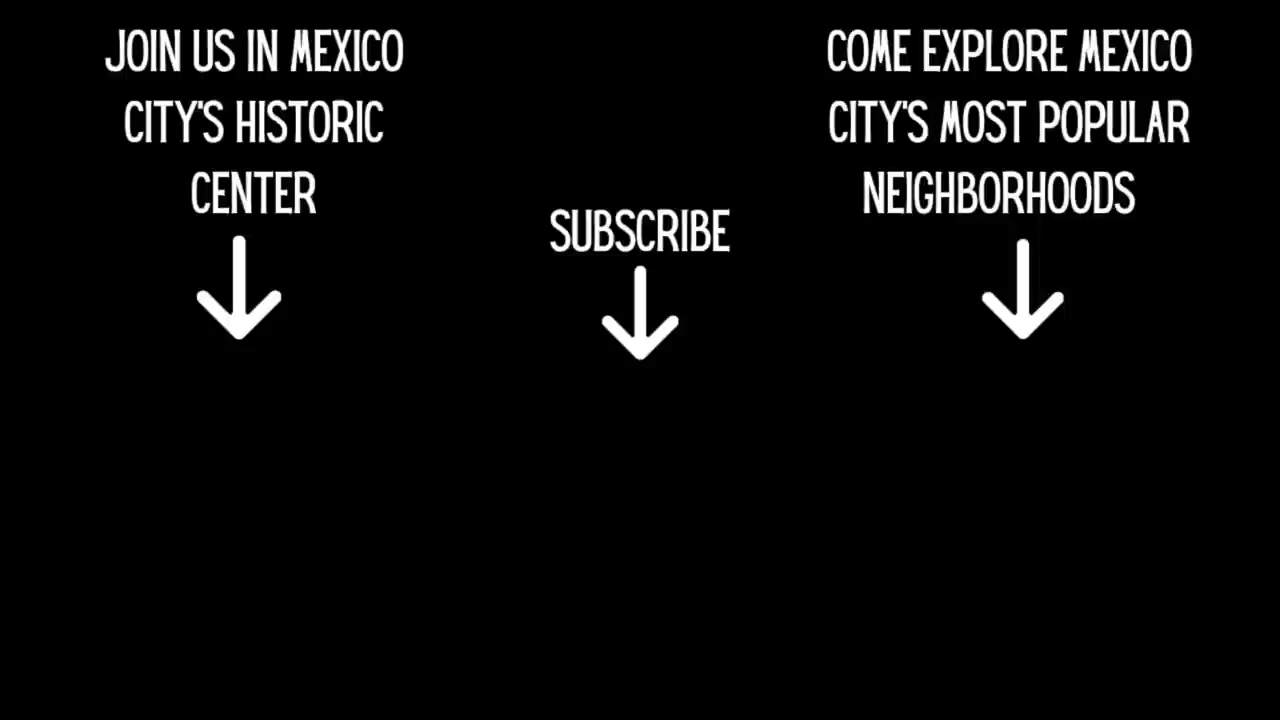 JOIN US IN MEXICO
CITY'S HISTORIC
CENTER
SUBSCRIBE
COME EXPLORE MEXICO
CITY'S MOST POPULAR
NEIGHBORHOODS